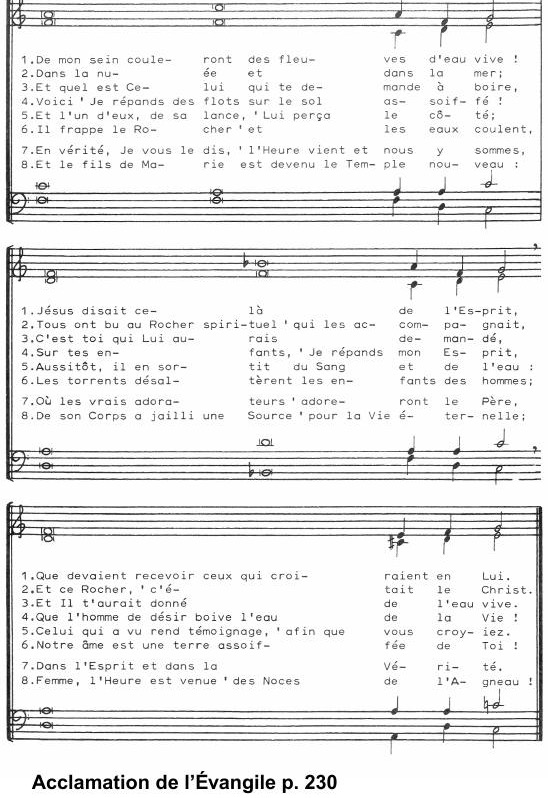 1.De mon sein coule- ront des fleu- ves d'eau vive !
2.Dans la nu- ée et dans la mer;
3.Et quel est Ce- lui qui te de- mande à boire,
4.Voici ' Je répands des flots sur le sol as- soif- fé !
5.Et l'un d'eux, de sa lance, ' Lui perça le cô- té;
6.Il frappe le Ro- cher ' et les eaux coulent,
7.En vérité, Je vous le dis, ' l'Heure vient et nous y sommes,
8.Et le fils de Ma- rie est devenu le Tem- ple nou- veau :
1.Jésus disait ce- là de l'Es-prit,
2.Tous ont bu au Rocher spiri-tuel ' qui les ac- com- pa- gnait,
3.C'est toi qui Lui au- rais de- man- dé,
4.Sur tes en- fants, ' Je répands mon Es- prit,
5.Aussitôt, il en sor- tit du Sang et de l'eau :
6.Les torrents désal- tèrent les en- fants des hommes;
7.Où les vrais adora- teurs ' adore- ront le Père,
8.De son Corps a jailli une Source ' pour la Vie é- ter- nelle;
1.Que devaient recevoir ceux qui croi- raient en Lui.
2.Et ce Rocher, ' c'é- tait le Christ.
3.Et Il t'aurait donné de l'eau vive.
4.Que l'homme de désir boive l'eau de la Vie !
5.Celui qui a vu rend témoignage, ' afin que vous croy- iez.
6.Notre âme est une terre assoif- fée de Toi !
7.Dans l'Esprit et dans la Vé- ri- té.
8.Femme, l'Heure est venue ' des Noces de l'A- gneau !
Acclamation de l'Évangile p. 230